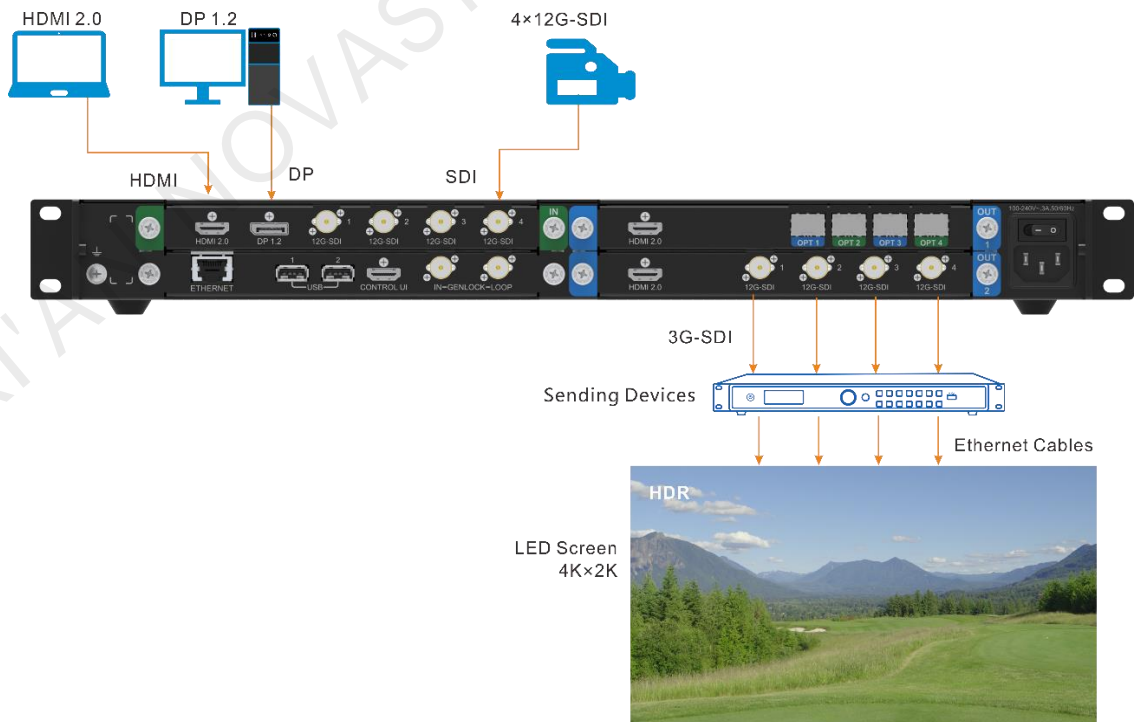 HDMI 2.0
DP 1.2
4×12G-SDI
HDMI
DP
SDI
HDMI 2.0
DP 1.2
1
12G-SDI
2
12G-SDI
3
12G-SDI
4
12G-SDI
IN
HDMI 2.0
OPT 1
OPT 2
OPT 3
OPT 4
OUT
1
100-240V~
50/60Hz
ETHERNET
1
2
USB
CONTROL UI
IN-GENLOCK-LOOP
HDMI 2.0
1
12G-SDI
2
12G-SDI
3
12G-SDI
4
12G-SDI
OUT
2
3G-SDI
Sending Devices
Ethernet Cables
HDR
LED Screen
4K×2K